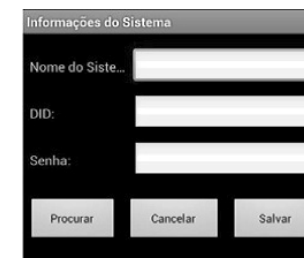 Informações do Sistema
Nome do Siste...
DID:
Senha:
Procurar Cancelar Salvar